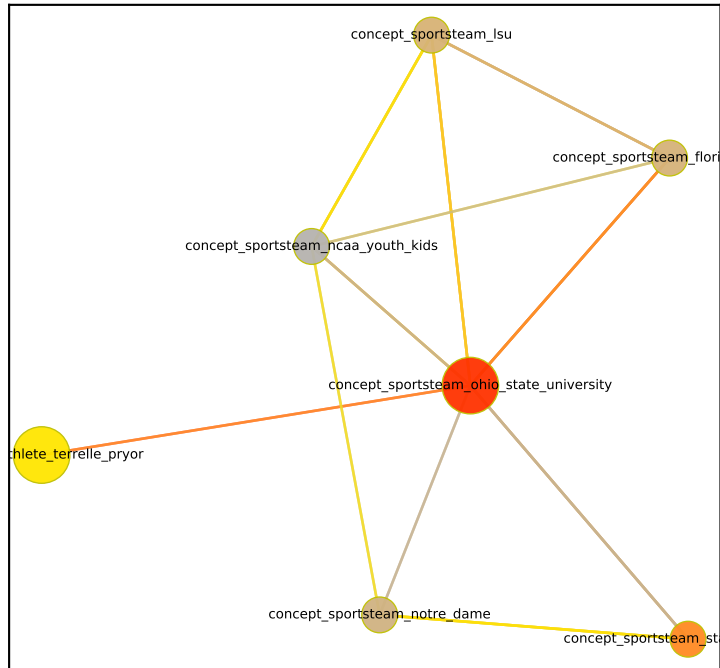 concept_sportsteam_lsu
concept_sportsteam_flori
concept_sportsteam_ncaa_youth_kids
concept_sportsteam_ohio_state_university
thlete_terrelle_pryor
concept_sportsteam_notre_dame
concept_sportsteam_sta